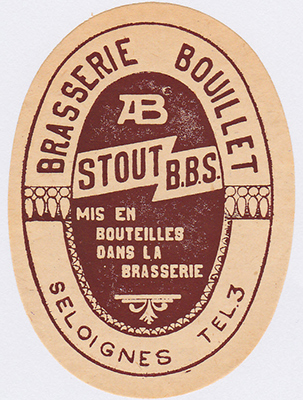 BRASSERIE BOUILLET
AB
STOUT B.B.S.
MIS EN
BOUTEILLES
DANS LA
BRASSERIE
SELOIGNES TEL.3